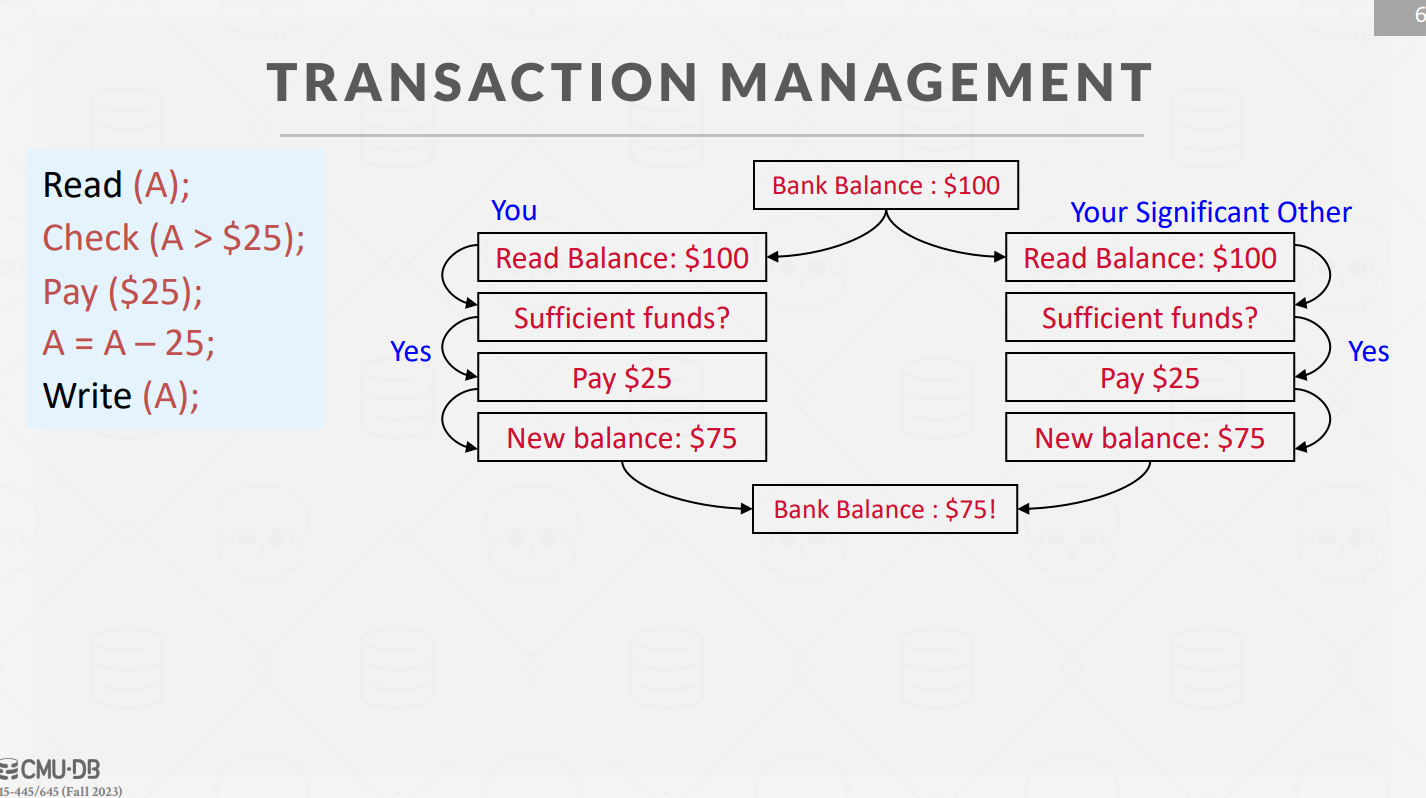 6
TRANSACTION MANAGEMENT
Read (A);
Check (A > $25);
Pay ($25);
A = A – 25;
Write (A);
Bank Balance : $100
You
Read Balance: $100
Sufficient funds?
Yes
Pay $25
New balance: $75
Your Significant Other
Read Balance: $100
Sufficient funds?
Yes
Pay $25
New balance: $75
Bank Balance : $75!
CMU·DB
15-445/645 (Fall 2023)